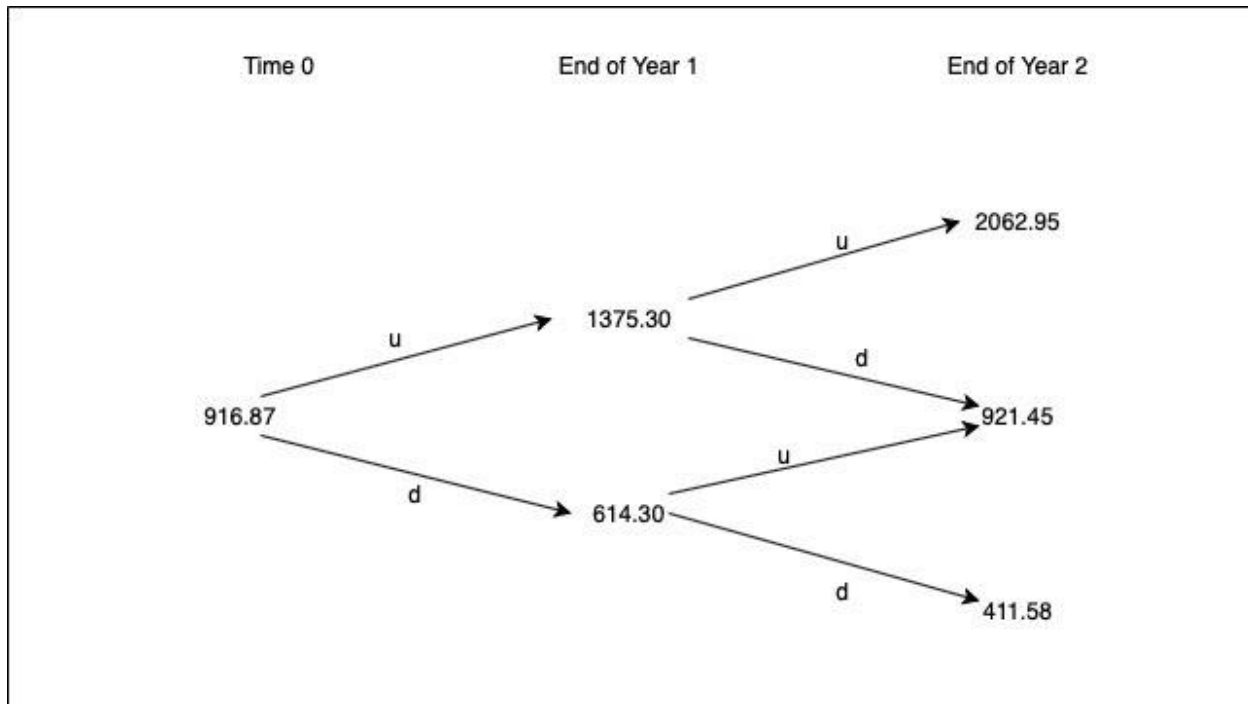 Time 0
End of Year 1
End of Year 2
2062.95
u
1375.30
u
d
916.87
921.45
u
d
614.30
d
411.58